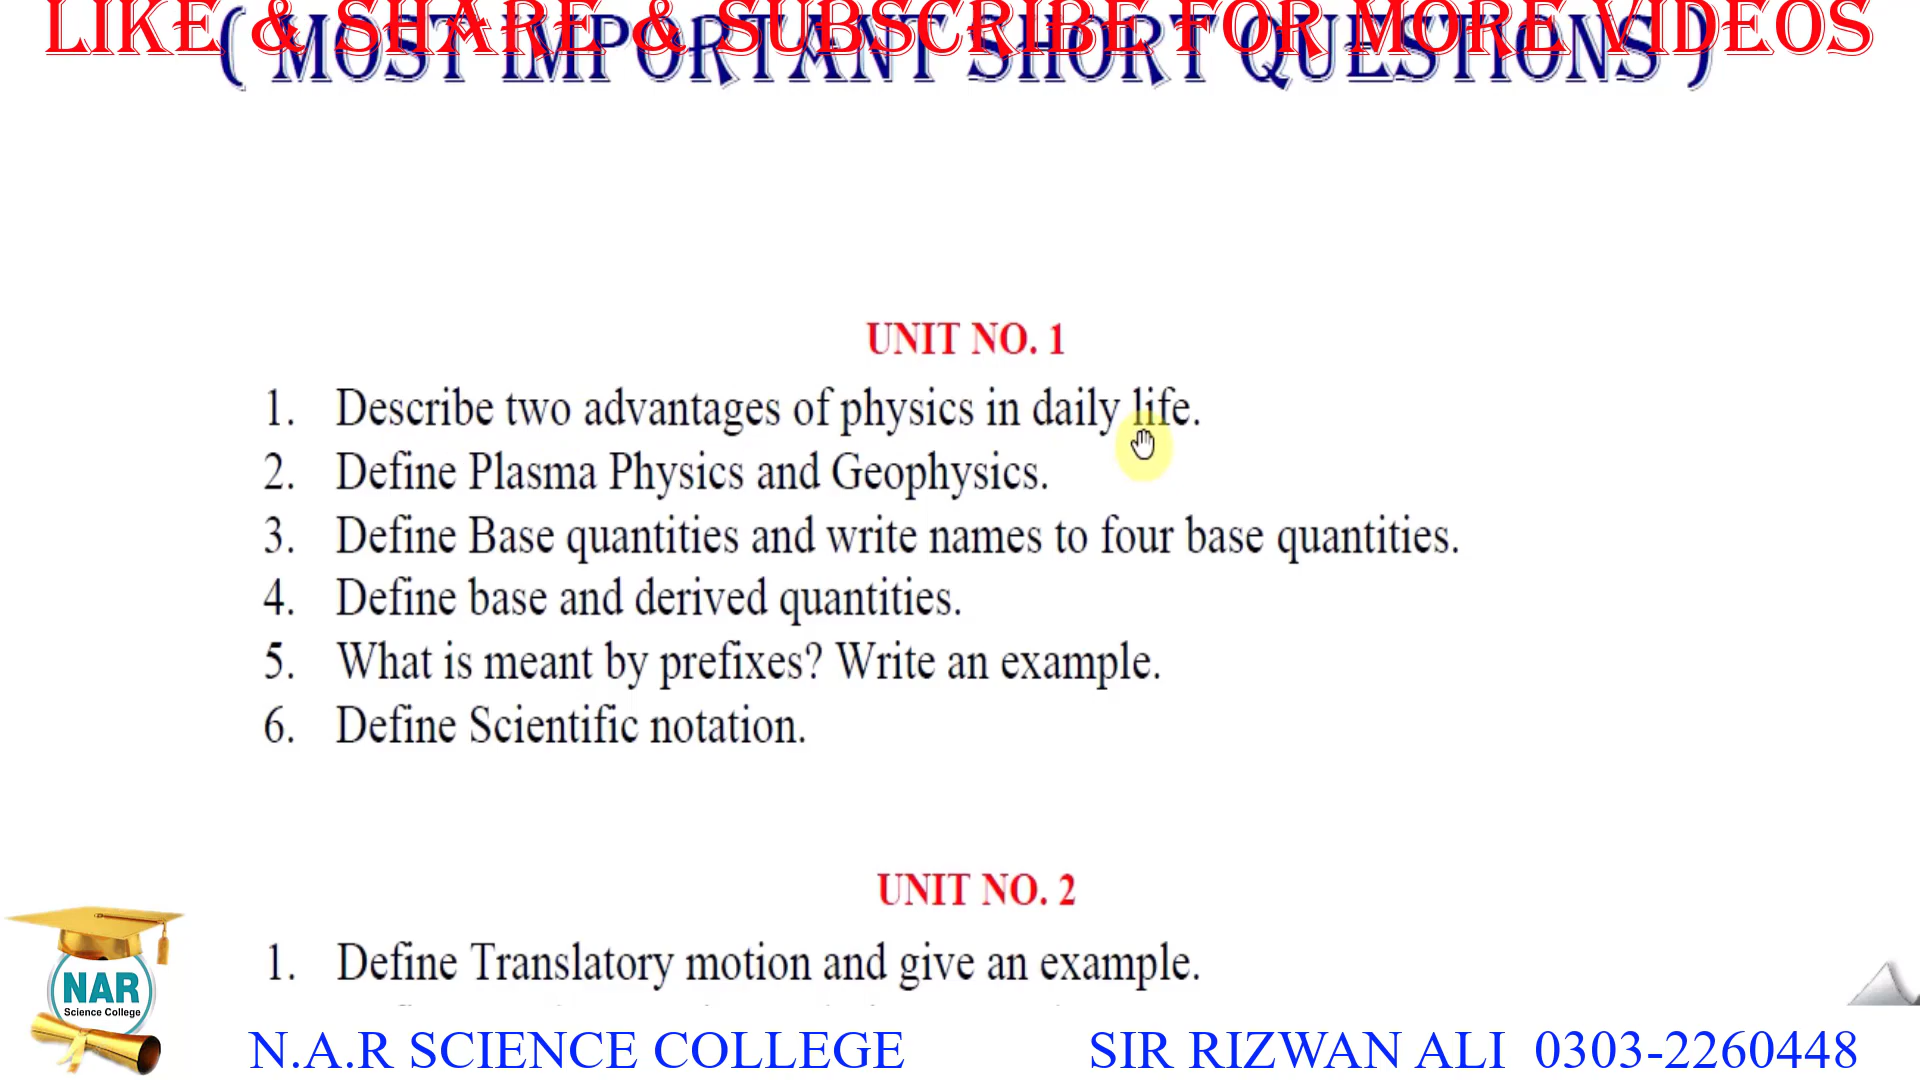 LIKE & SHARE & SUBSCRIBE FOR MORE VIDEOS
( MOST IMPORTANT SHORT QUESTIONS )
UNIT NO. 1
1. Describe two advantages of physics in daily life.
2. Define Plasma Physics and Geophysics.
3. Define Base quantities and write names to four base quantities.
4. Define base and derived quantities.
5. What is meant by prefixes? Write an example.
6. Define Scientific notation.
UNIT NO. 2
1. Define Translatory motion and give an example.
NAR
Science College
N.A.R SCIENCE COLLEGE SIR RIZWAN ALI 0303-2260448